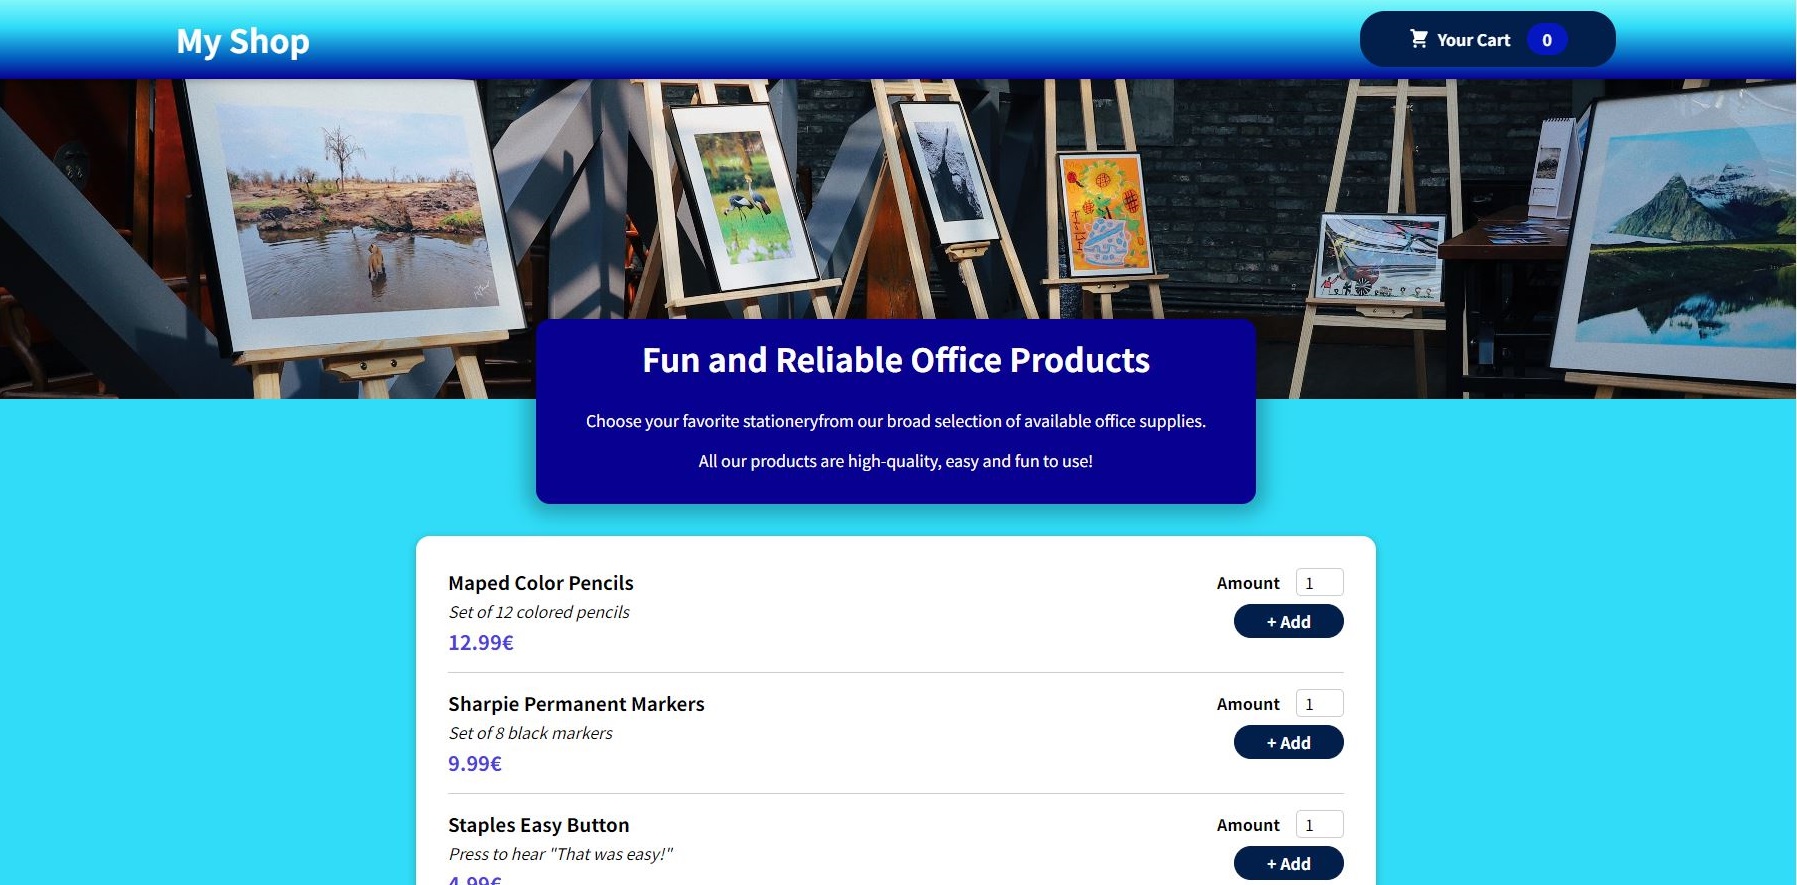 My Shop
Your Cart 0
Fun and Reliable Office Products
Choose your favorite stationeryfrom our broad selection of available office supplies.
All our products are high-quality, easy and fun to use!
Maped Color Pencils
Amount 1
Set of 12 colored pencils
+ Add
12.99€
Sharpie Permanent Markers
Amount 1
Set of 8 black markers
+ Add
9.99€
Staples Easy Button
Amount 1
Press to hear "That was easy!"
+ Add
4.99€